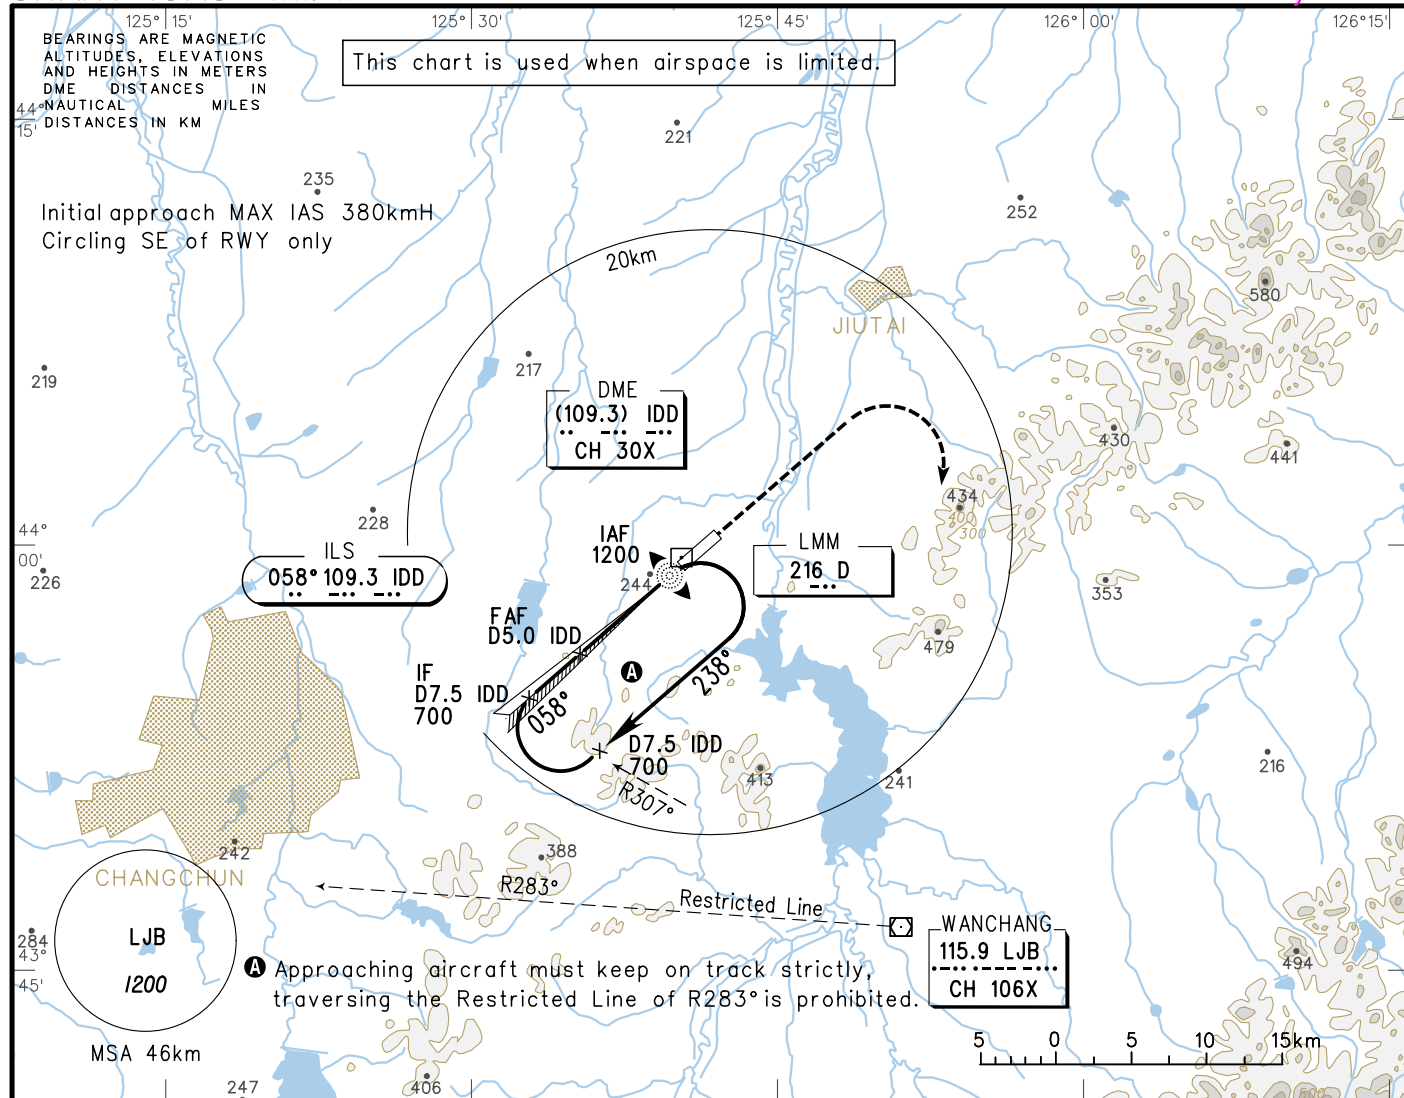 125°15'
125°30'
125°45'
126°00'
126°15'
BEARINGS ARE MAGNETIC
ALTITUDES, ELEVATIONS
AND HEIGHTS IN METERS
DME DISTANCES IN
NAUTICAL MILES
DISTANCES IN KM
This chart is used when airspace is limited.
44°
15'
221
235
252
Initial approach MAX IAS 380kmH
Circling SE of RWY only
20km
580
JIUTAI
219
217
DME
(109.3) IDD
CH 30X
430
441
434
400
300
228
44°
00'
226
ILS
058° 109.3 IDD
IAF
1200
244
LMM
216 D
353
FAF
D5.0 IDD
479
IF
D7.5 IDD
700
A
238°
058°
D7.5 IDD
700
R307°
413
241
216
242
388
CHANGCHUN
R283°
Restricted Line
WANCHANG
115.9 LJB
CH 106X
LJB
1200
284
43°
45'
494
A Approaching aircraft must keep on track strictly,
traversing the Restricted Line of R283° is prohibited.
MSA 46km
5 0 5 10 15km
247
406
500